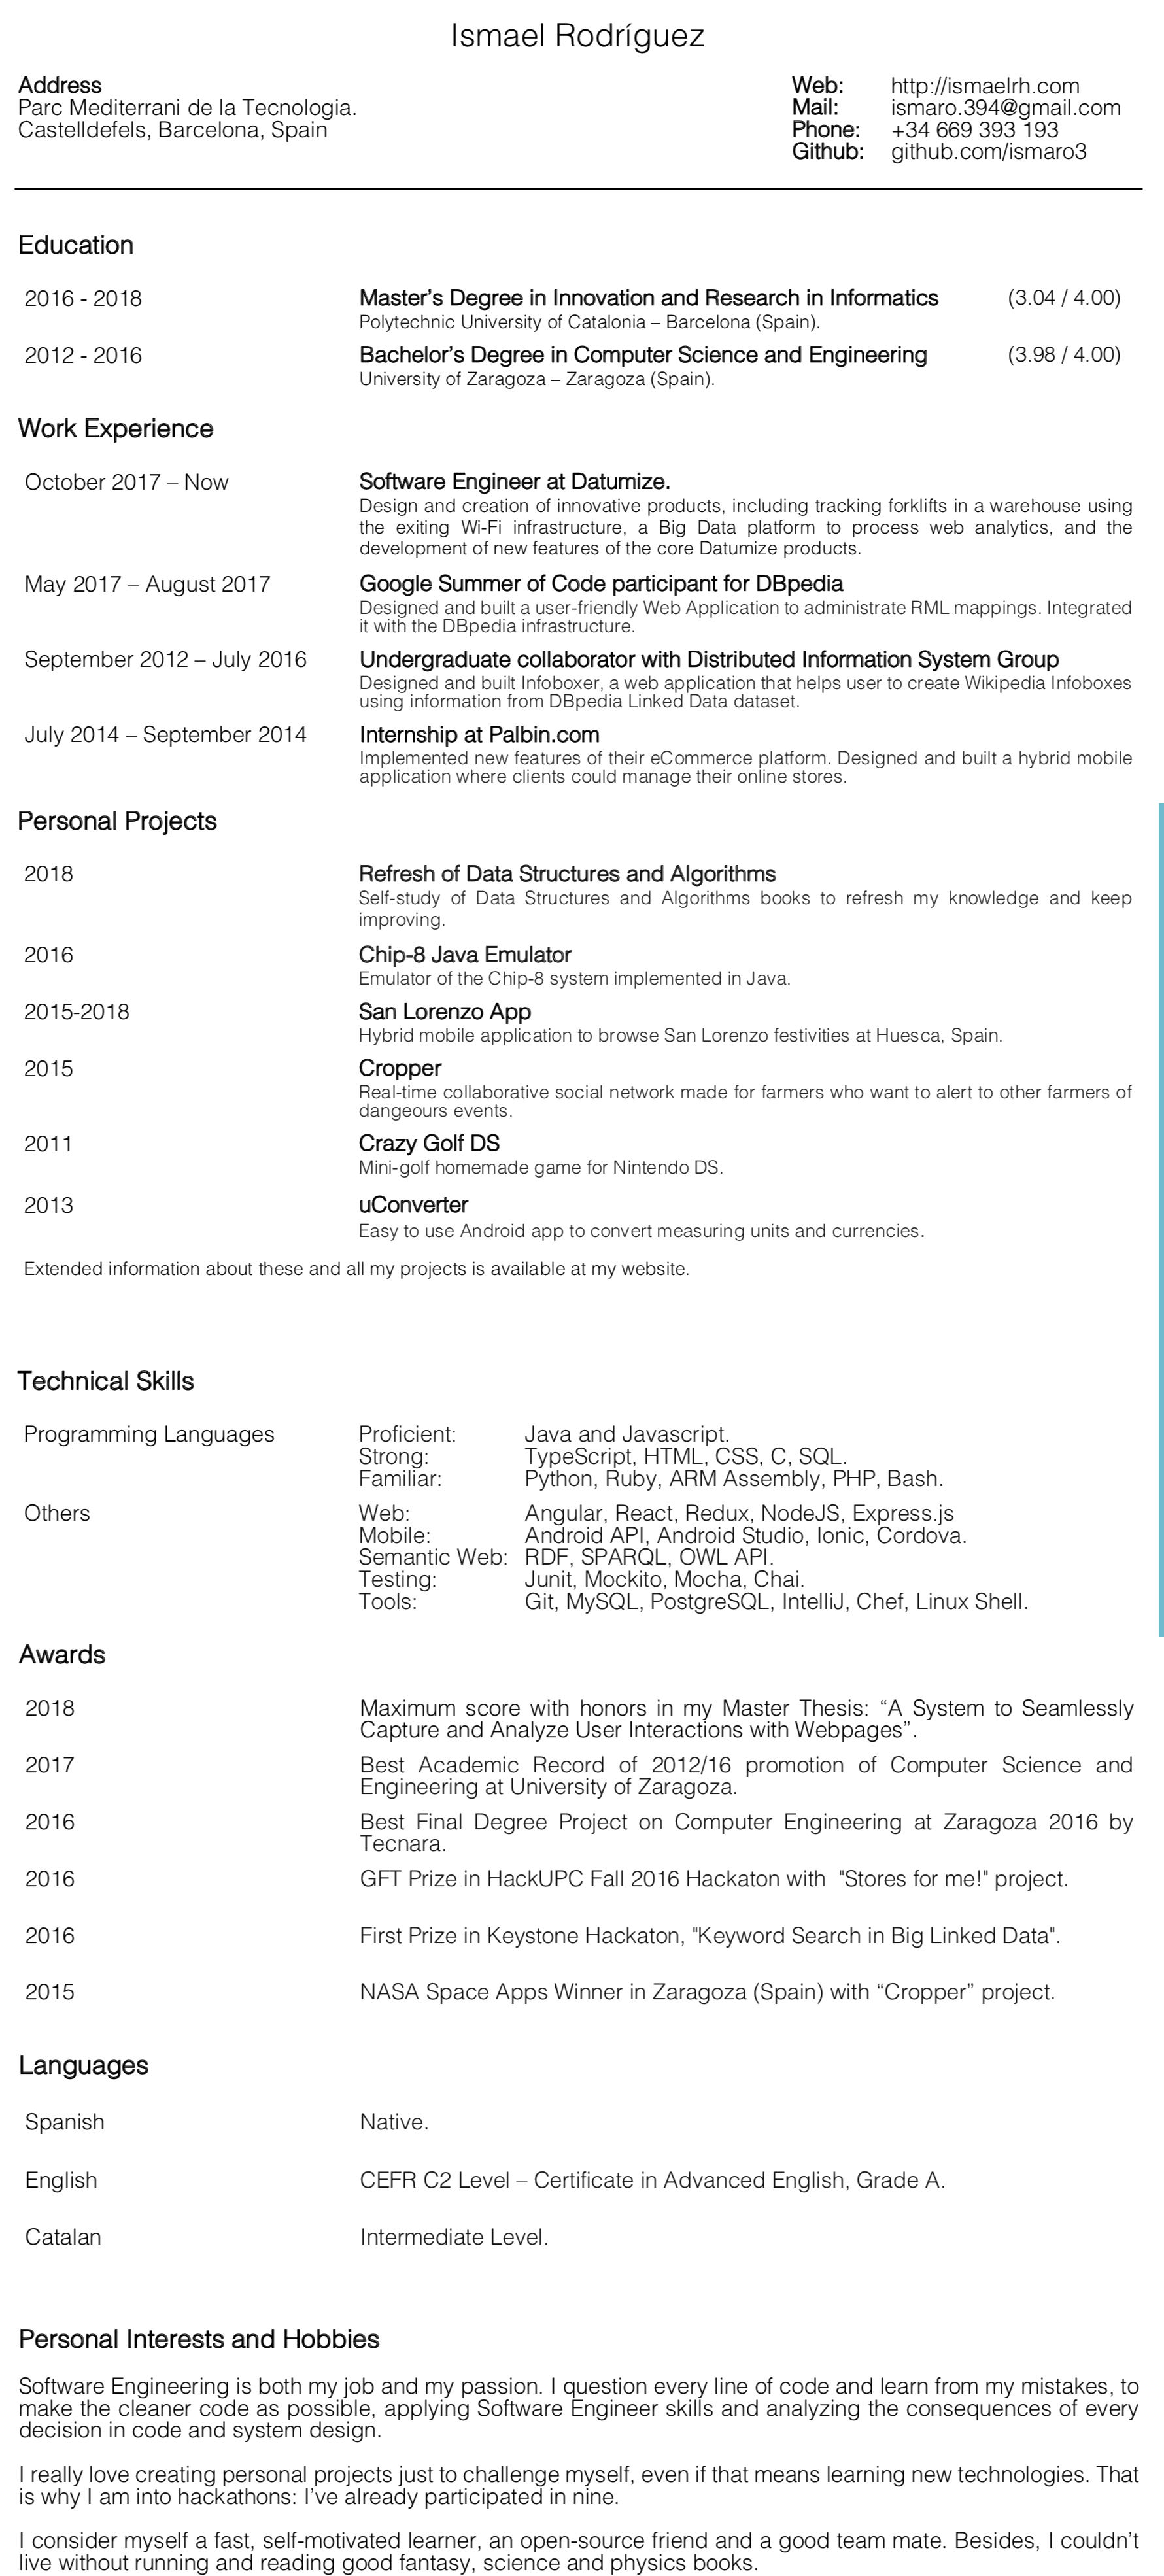 Ismael Rodríguez
Address
Parc Mediterrani de la Tecnologia.
Castelldefels, Barcelona, Spain
Web: http://ismaelrh.com
Mail: ismaro.394@gmail.com
Phone: +34 669 393 193
Github: github.com/ismaro3
Education
2016 - 2018 Master’s Degree in Innovation and Research in Informatics (3.04 / 4.00)
Polytechnic University of Catalonia – Barcelona (Spain).
2012 - 2016 Bachelor’s Degree in Computer Science and Engineering (3.98 / 4.00)
University of Zaragoza – Zaragoza (Spain).
Work Experience
October 2017 – Now Software Engineer at Datumize.
Design and creation of innovative products, including tracking forklifts in a warehouse using
the exiting Wi-Fi infrastructure, a Big Data platform to process web analytics, and the
development of new features of the core Datumize products.
May 2017 – August 2017 Google Summer of Code participant for DBpedia
Designed and built a user-friendly Web Application to administrate RML mappings. Integrated
it with the DBpedia infrastructure.
September 2012 – July 2016 Undergraduate collaborator with Distributed Information System Group
Designed and built Infoboxer, a web application that helps user to create Wikipedia Infoboxes
using information from DBpedia Linked Data dataset.
July 2014 – September 2014 Internship at Palbin.com
Implemented new features of their eCommerce platform. Designed and built a hybrid mobile
application where clients could manage their online stores.
Personal Projects
2018 Refresh of Data Structures and Algorithms
Self-study of Data Structures and Algorithms books to refresh my knowledge and keep
improving.
2016 Chip-8 Java Emulator
Emulator of the Chip-8 system implemented in Java.
2015-2018 San Lorenzo App
Hybrid mobile application to browse San Lorenzo festivities at Huesca, Spain.
2015 Cropper
Real-time collaborative social network made for farmers who want to alert to other farmers of
dangeours events.
2011 Crazy Golf DS
Mini-golf homemade game for Nintendo DS.
2013 uConverter
Easy to use Android app to convert measuring units and currencies.
Extended information about these and all my projects is available at my website.
Technical Skills
Programming Languages Proficient: Java and Javascript.
Strong: TypeScript, HTML, CSS, C, SQL.
Familiar: Python, Ruby, ARM Assembly, PHP, Bash.
Others Web: Angular, React, Redux, NodeJS, Express.js
Mobile: Android API, Android Studio, Ionic, Cordova.
Semantic Web: RDF, SPARQL, OWL API.
Testing: Junit, Mockito, Mocha, Chai.
Tools: Git, MySQL, PostgreSQL, IntelliJ, Chef, Linux Shell.
Awards
2018 Maximum score with honors in my Master Thesis: “A System to Seamlessly
Capture and Analyze User Interactions with Webpages”.
2017 Best Academic Record of 2012/16 promotion of Computer Science and
Engineering at University of Zaragoza.
2016 Best Final Degree Project on Computer Engineering at Zaragoza 2016 by
Tecnara.
2016 GFT Prize in HackUPC Fall 2016 Hackaton with "Stores for me!" project.
2016 First Prize in Keystone Hackaton, "Keyword Search in Big Linked Data".
2015 NASA Space Apps Winner in Zaragoza (Spain) with “Cropper” project.
Languages
Spanish Native.
English CEFR C2 Level – Certificate in Advanced English, Grade A.
Catalan Intermediate Level.
Personal Interests and Hobbies
Software Engineering is both my job and my passion. I question every line of code and learn from my mistakes, to
make the cleaner code as possible, applying Software Engineer skills and analyzing the consequences of every
decision in code and system design.
I really love creating personal projects just to challenge myself, even if that means learning new technologies. That
is why I am into hackathons: I’ve already participated in nine.
I consider myself a fast, self-motivated learner, an open-source friend and a good team mate. Besides, I couldn’t
live without running and reading good fantasy, science and physics books.